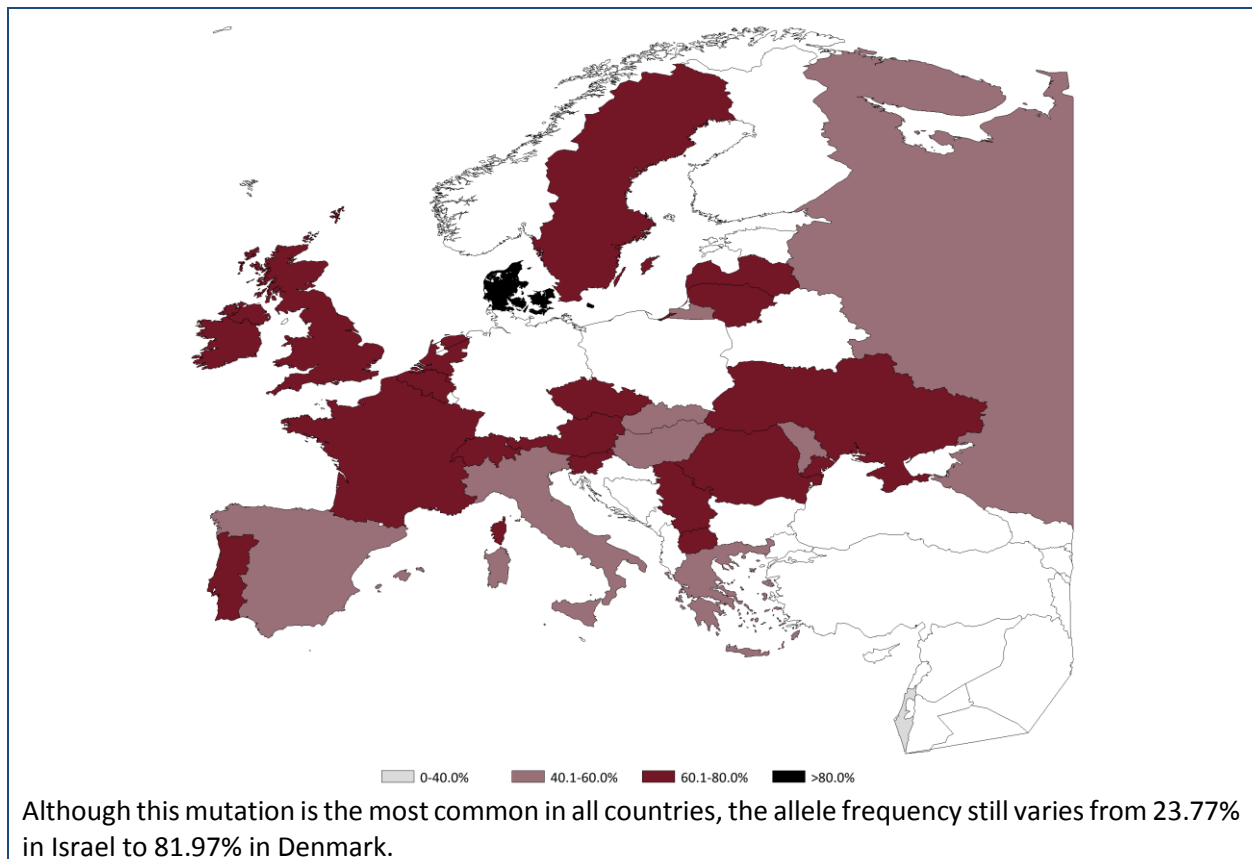 0-40.0% 40.1-60.0% 60.1-80.0% >80.0%
Although this mutation is the most common in all countries, the allele frequency still varies from 23.77%
in Israel to 81.97% in Denmark.